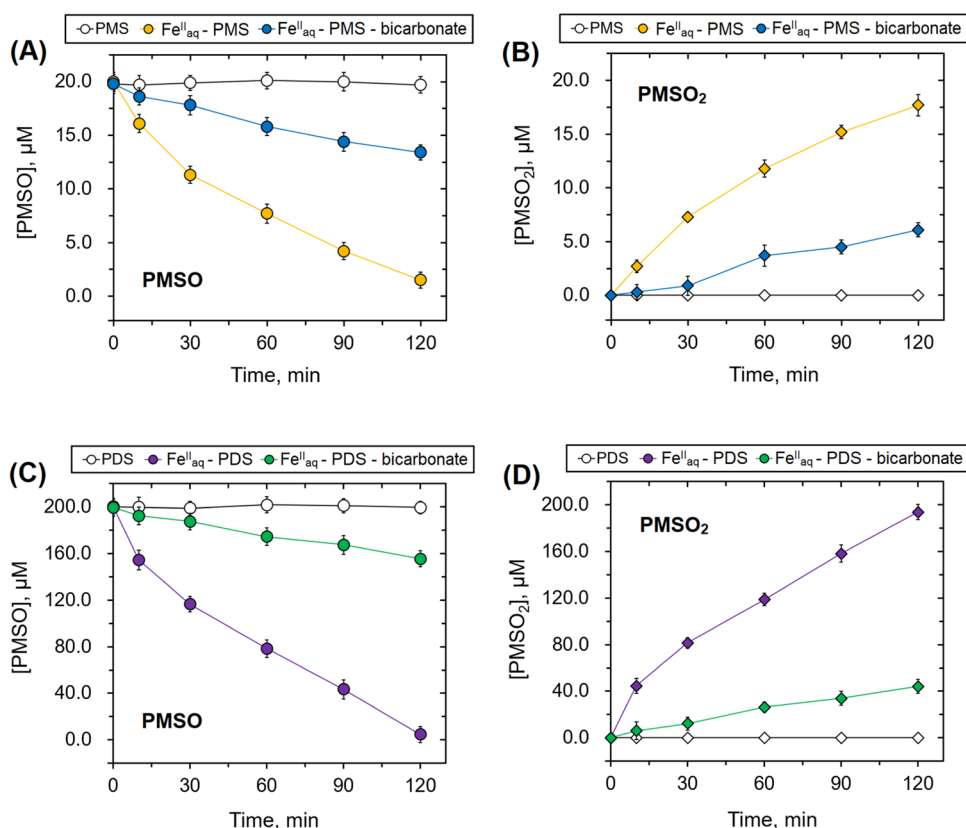 (A)
PMS Fe^II_aq - PMS Fe^II_aq - PMS - bicarbonate
[PMSO], µM
20.0
15.0
10.0
5.0
0.0
PMSO
0 30 60 90 120
Time, min
(B)
PMS Fe^II_aq - PMS Fe^II_aq - PMS - bicarbonate
[PMSO₂], µM
20.0
15.0
10.0
5.0
0.0
PMSO₂
0 30 60 90 120
Time, min
(C)
PDS Fe^II_aq - PDS Fe^II_aq - PDS - bicarbonate
[PMSO], µM
200.0
160.0
120.0
80.0
40.0
0.0
PMSO
0 30 60 90 120
Time, min
(D)
PDS Fe^II_aq - PDS Fe^II_aq - PDS - bicarbonate
[PMSO₂], µM
200.0
160.0
120.0
80.0
40.0
0.0
PMSO₂
0 30 60 90 120
Time, min